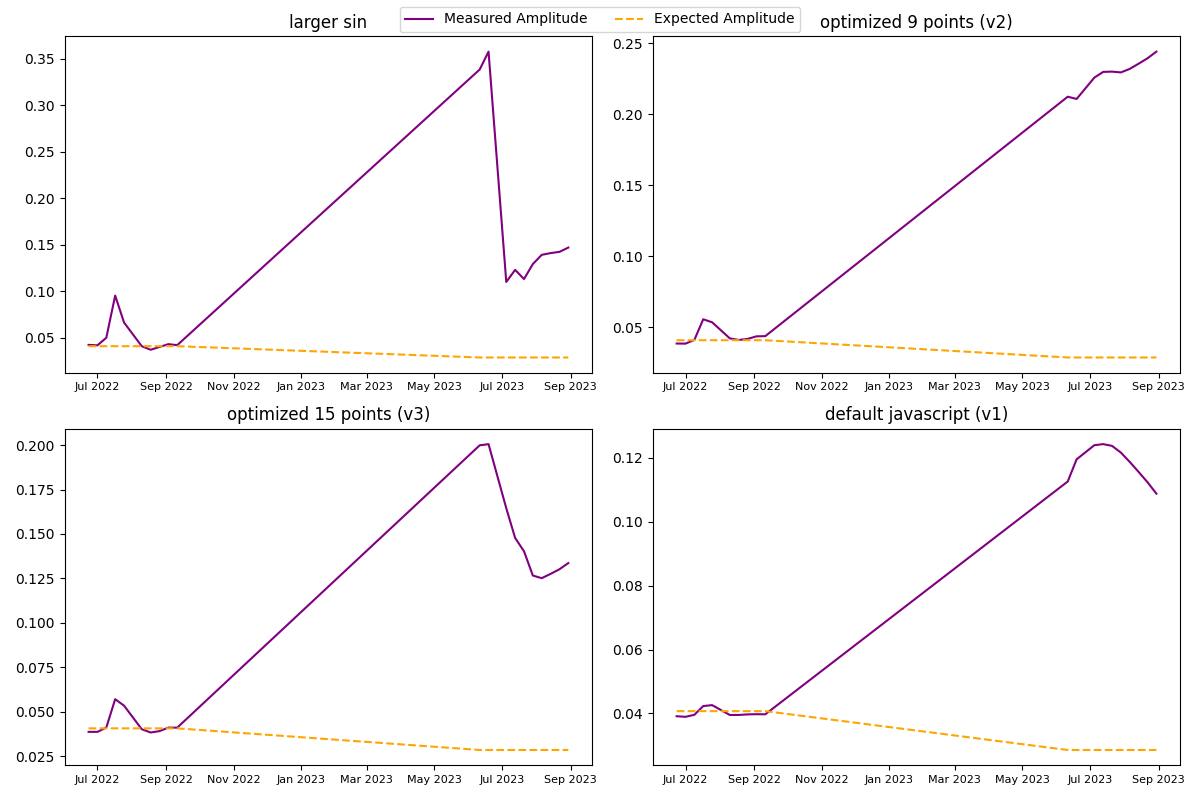 larger sin
Measured Amplitude
Expected Amplitude
optimized 9 points (v2)
0.35
0.30
0.25
0.20
0.15
0.10
0.05
Jul 2022 Sep 2022 Nov 2022 Jan 2023 Mar 2023 May 2023 Jul 2023 Sep 2023
0.25
0.20
0.15
0.10
0.05
Jul 2022 Sep 2022 Nov 2022 Jan 2023 Mar 2023 May 2023 Jul 2023 Sep 2023
optimized 15 points (v3)
0.200
0.175
0.150
0.125
0.100
0.075
0.050
0.025
Jul 2022 Sep 2022 Nov 2022 Jan 2023 Mar 2023 May 2023 Jul 2023 Sep 2023
default javascript (v1)
0.12
0.10
0.08
0.06
0.04
Jul 2022 Sep 2022 Nov 2022 Jan 2023 Mar 2023 May 2023 Jul 2023 Sep 2023